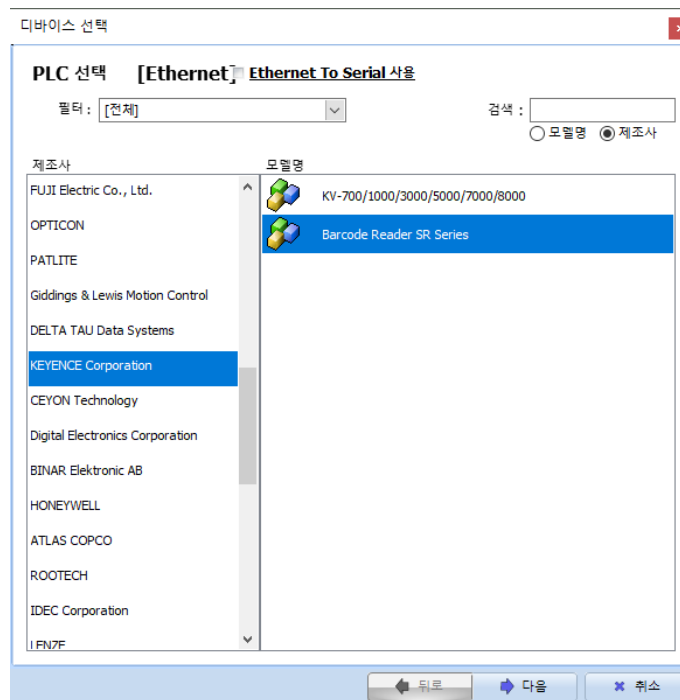 디바이스 선택
PLC 선택 [Ethernet] Ethernet To Serial 사용
필터 : [전체] 검색 :
모델명 제조사
제조사 모델명
FUJI Electric Co., Ltd.
KV-700/1000/3000/5000/7000/8000
OPTICON
Barcode Reader SR Series
PATLITE
Giddings & Lewis Motion Control
DELTA TAU Data Systems
KEYENCE Corporation
CEYON Technology
Digital Electronics Corporation
BINAR Elektronic AB
HONEYWELL
ATLAS COPCO
ROOTECH
IDEC Corporation
LENZE
뒤로 다음 취소